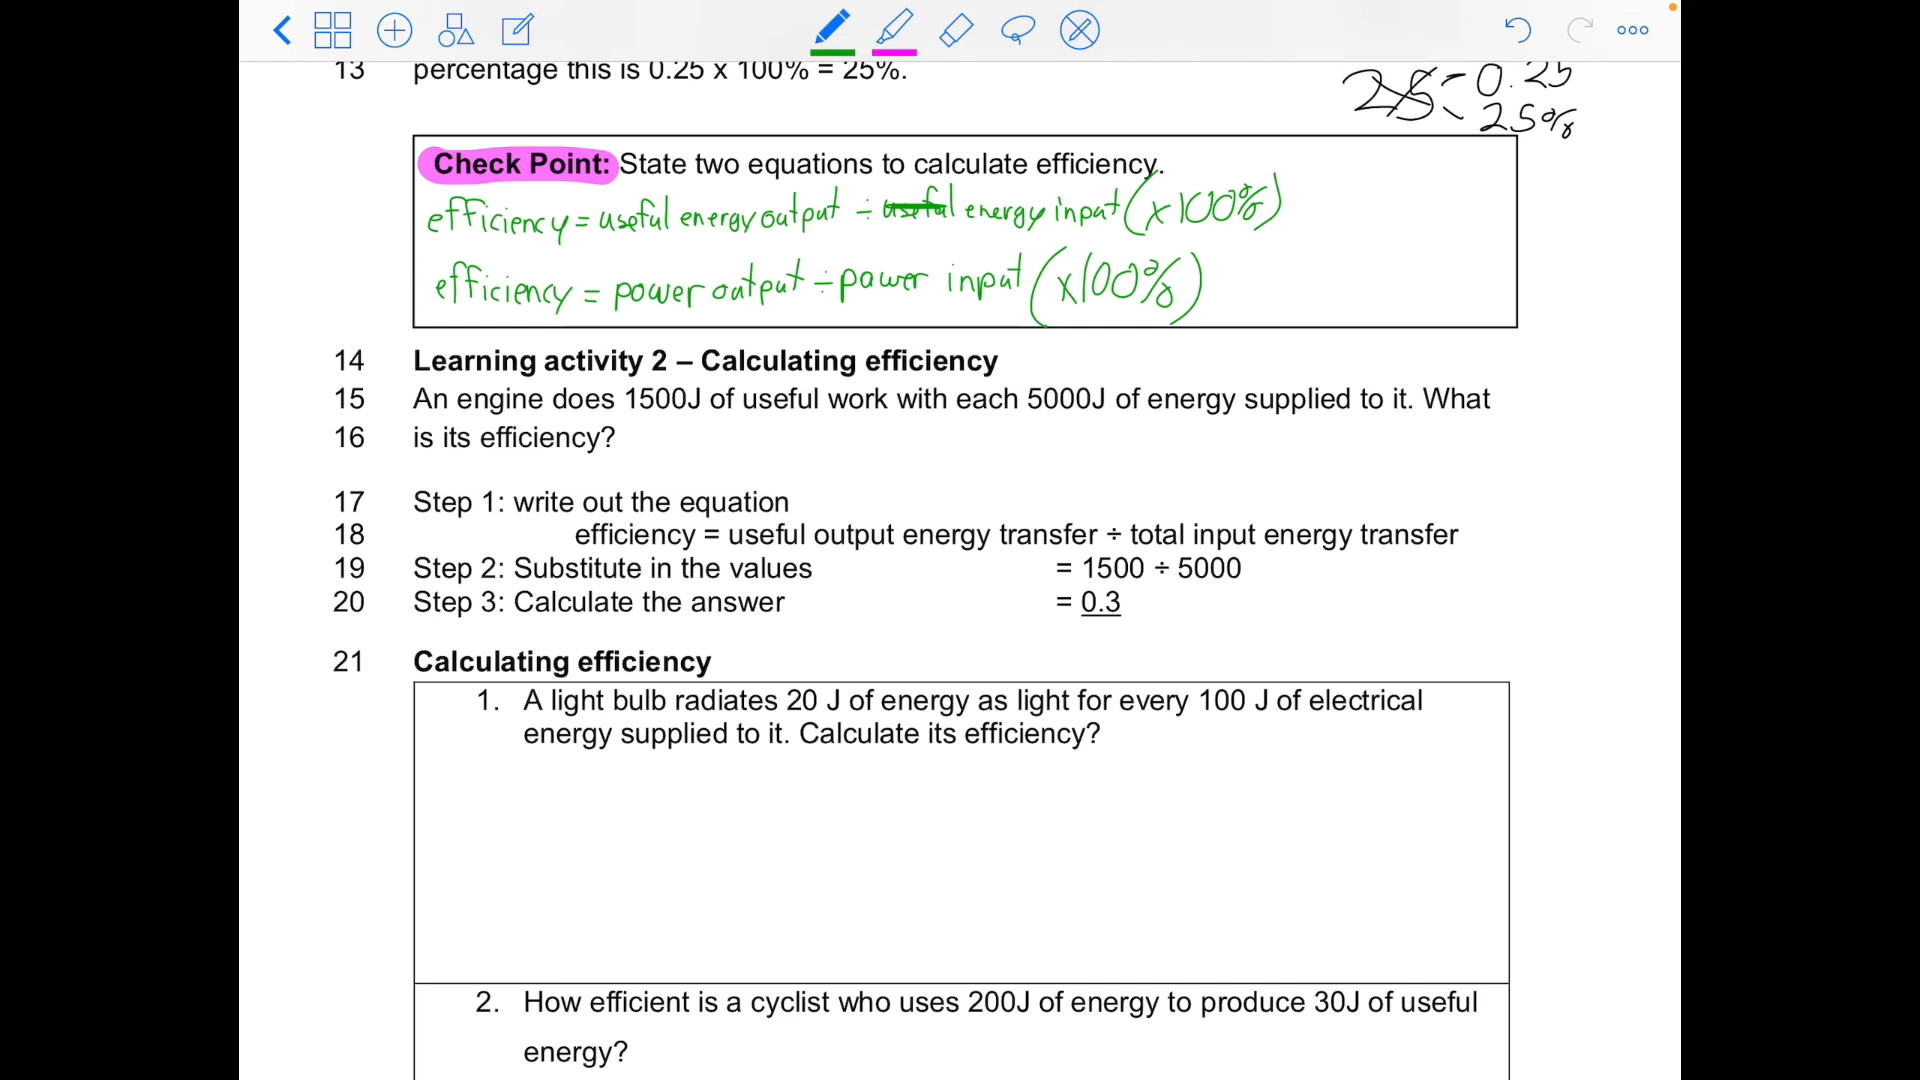 13 percentage this is 0.25 x 100% = 25%.
25 = 0.25
25%
Check Point: State two equations to calculate efficiency.
efficiency = useful energy output ÷ useful energy input (x100%)
efficiency = power output ÷ power input (x100%)
14 Learning activity 2 – Calculating efficiency
15 An engine does 1500J of useful work with each 5000J of energy supplied to it. What
16 is its efficiency?
17 Step 1: write out the equation
18 efficiency = useful output energy transfer ÷ total input energy transfer
19 Step 2: Substitute in the values = 1500 ÷ 5000
20 Step 3: Calculate the answer = 0.3
21 Calculating efficiency
1. A light bulb radiates 20 J of energy as light for every 100 J of electrical
energy supplied to it. Calculate its efficiency?
2. How efficient is a cyclist who uses 200J of energy to produce 30J of useful
energy?